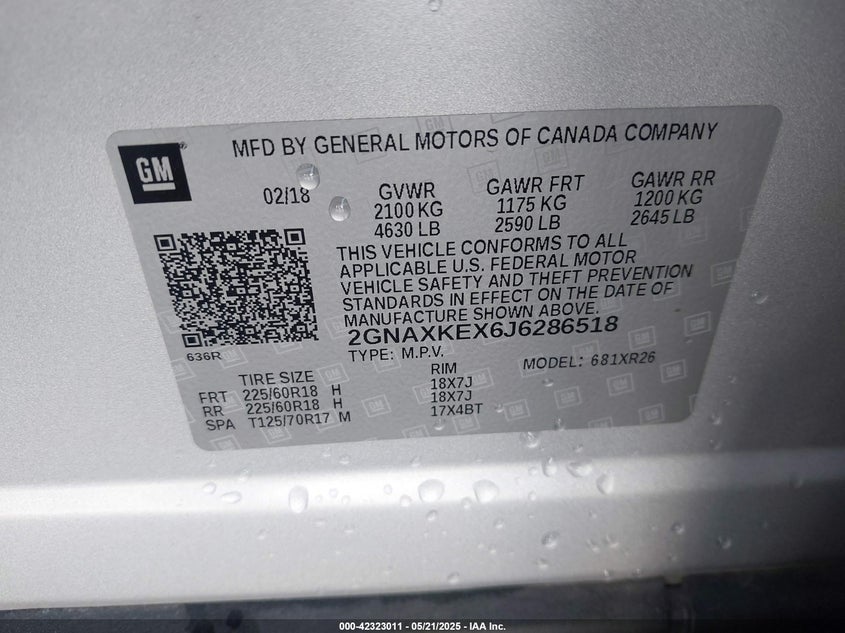 GM
MFD BY GENERAL MOTORS OF CANADA COMPANY
02/18
GVWR
2100 KG
4630 LB
GAWR FRT
1175 KG
2590 LB
GAWR RR
1200 KG
2645 LB
THIS VEHICLE CONFORMS TO ALL
APPLICABLE U.S. FEDERAL MOTOR
VEHICLE SAFETY AND THEFT PREVENTION
STANDARDS IN EFFECT ON THE DATE OF
MANUFACTURE SHOWN ABOVE.
2GNAXKEX6J6286518
636R
TYPE: M.P.V.
MODEL: 681XR26
TIRE SIZE
RIM
FRT 225/60R18 H 18X7J
RR 225/60R18 H 18X7J
SPA T125/70R17 M 17X4BT
000-42323011 - 05/21/2025 - IAA Inc.